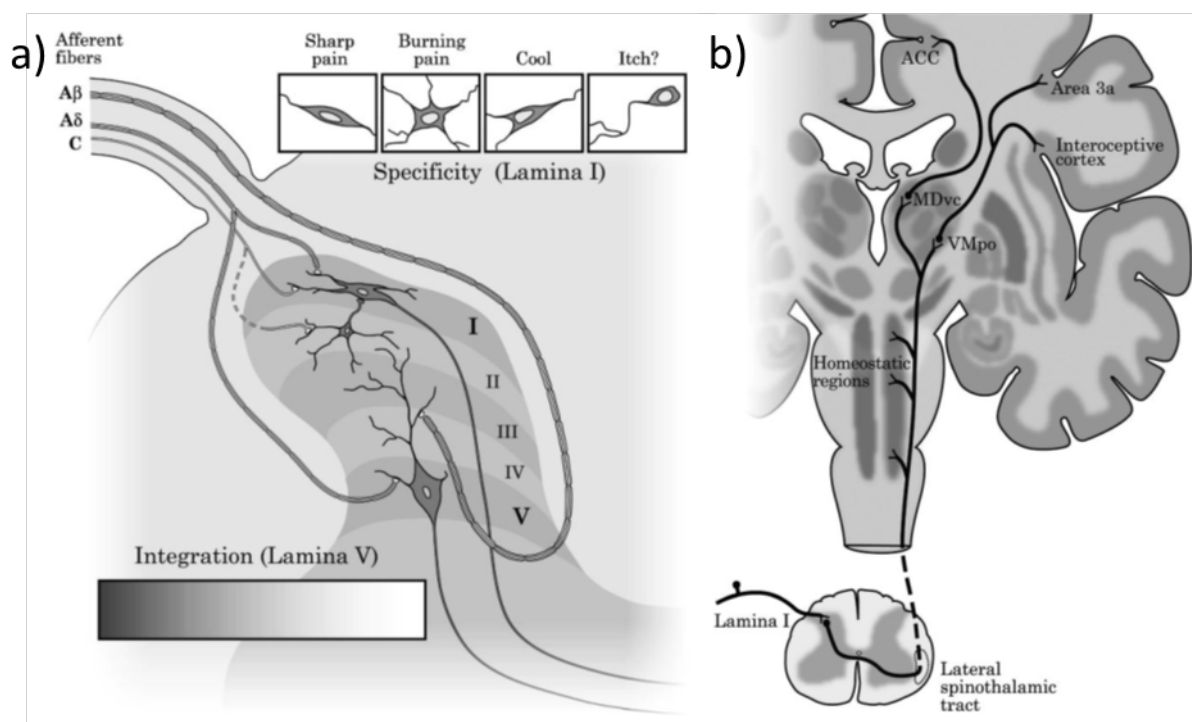 a)
Afferent
fibers
Aβ
Aδ
C
Sharp
pain
Burning
pain
Cool
Itch?
Specificity (Lamina I)
I
II
III
IV
V
Integration (Lamina V)
b)
ACC
Area 3a
Interoceptive
cortex
MDvc
VMpo
Homeostatic
regions
Lamina I
Lateral
spinothalamic
tract